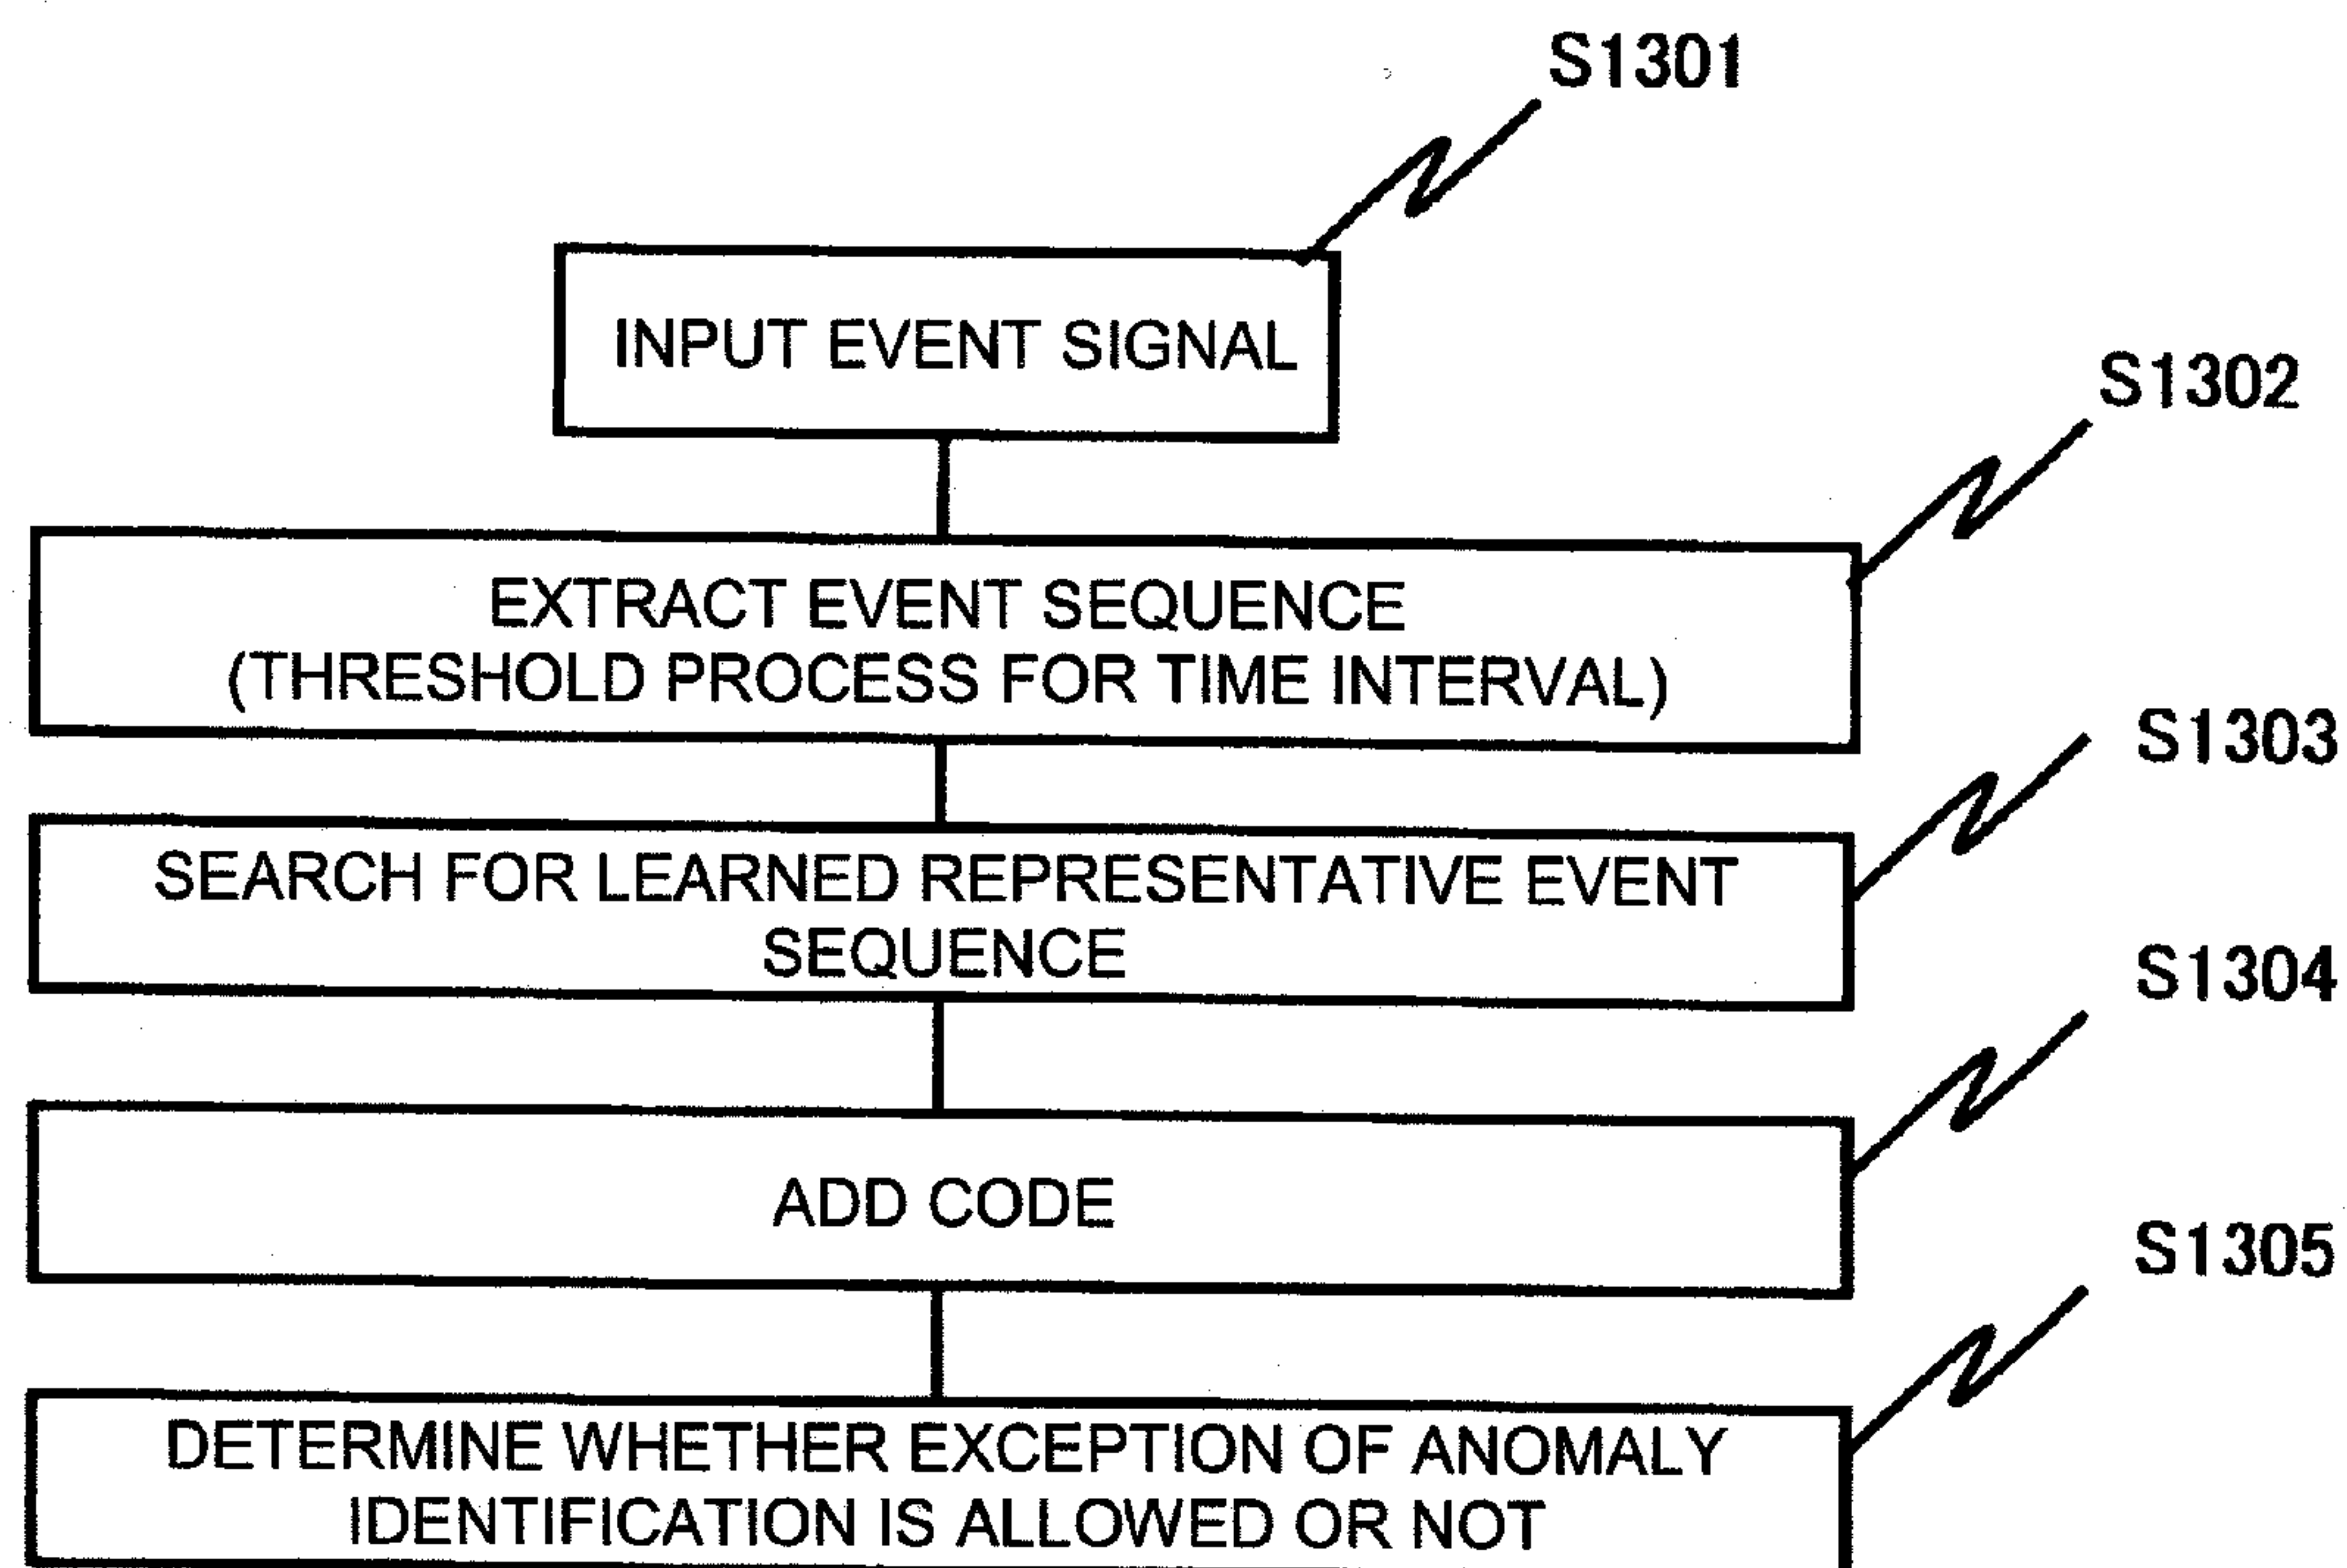 S1301
INPUT EVENT SIGNAL
S1302
EXTRACT EVENT SEQUENCE
(THRESHOLD PROCESS FOR TIME INTERVAL)
S1303
SEARCH FOR LEARNED REPRESENTATIVE EVENT
SEQUENCE
S1304
ADD CODE
S1305
DETERMINE WHETHER EXCEPTION OF ANOMALY
IDENTIFICATION IS ALLOWED OR NOT